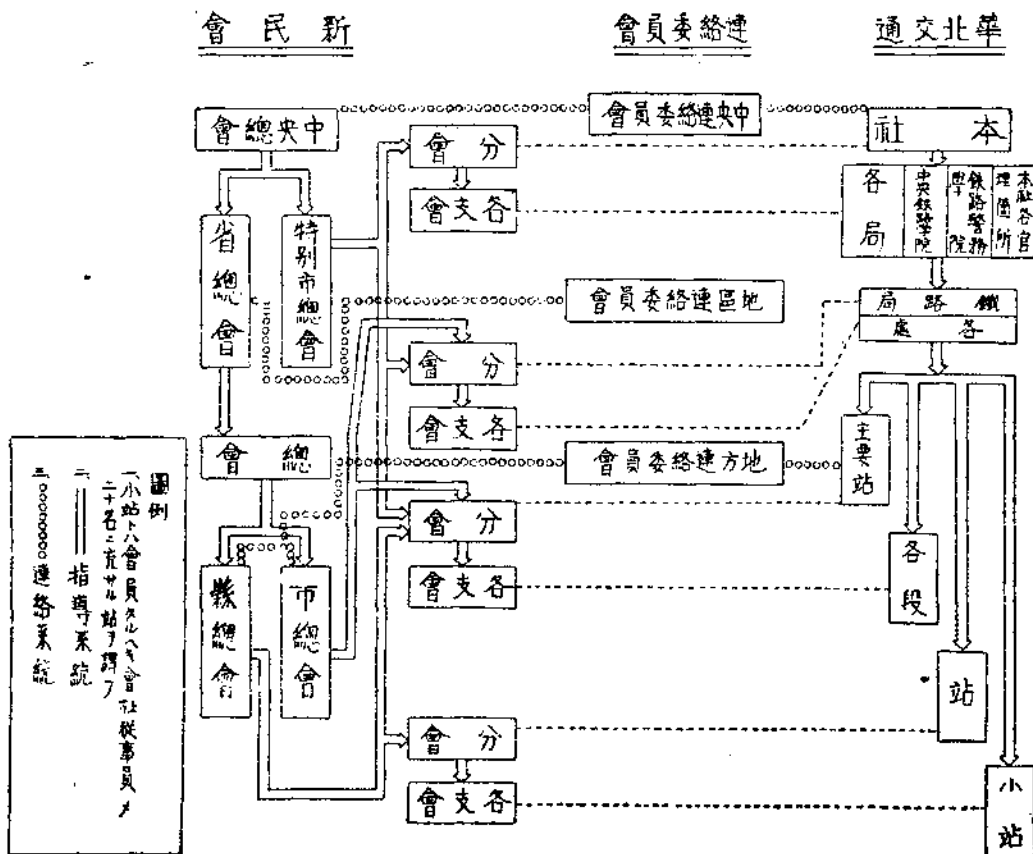 華北交通
連絡委員會
新民會
本社
中央連絡委員會
中央總會
分會
各支會
各局
中央鉄路學院
鉄路警務學院
本社各官理箇所
省總會
特別市總會
地區連絡委員會
鐵路局
各處
分會
各支會
總會
地方連絡委員會
主要站
分會
各支會
各段
縣總會
市總會
站
分會
各支會
小站
圖例
一、小站トハ會員タルヘキ會社從事員カ
二十名ニ充サル站ヲ謂フ
二、指導系統
三、連絡系統